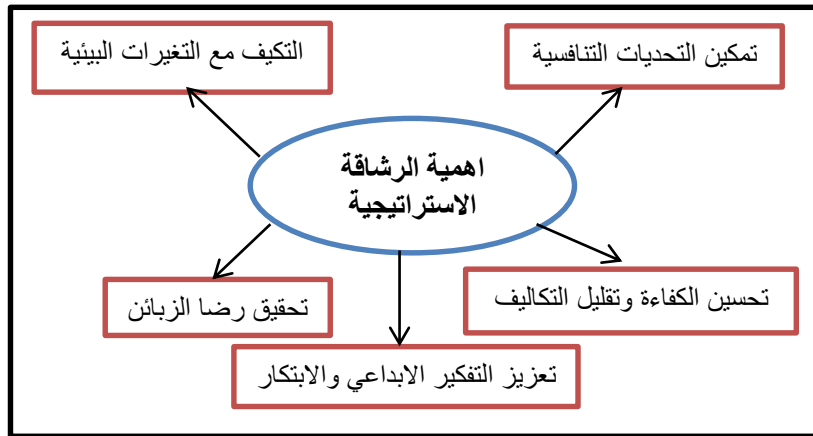 تمكين التحديات التنافسية
التكيف مع التغيرات البيئية
اهمية الرشاقة
الاستراتيجية
تحسين الكفاءة وتقليل التكاليف
تحقيق رضا الزبائن
تعزيز التفكير الابداعي والابتكار